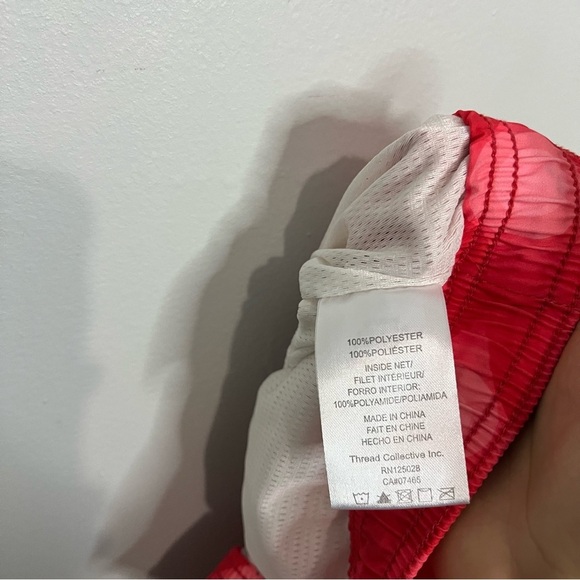 100%POLYESTER
100%POLIÉSTER
INSIDE NET/
FILET INTÉRIEUR/
FORRO INTERIOR:
100%POLYAMIDE/POLIAMIDA
MADE IN CHINA
FAIT EN CHINE
HECHO EN CHINA
Thread Collective Inc.
RN125028
CA#07465